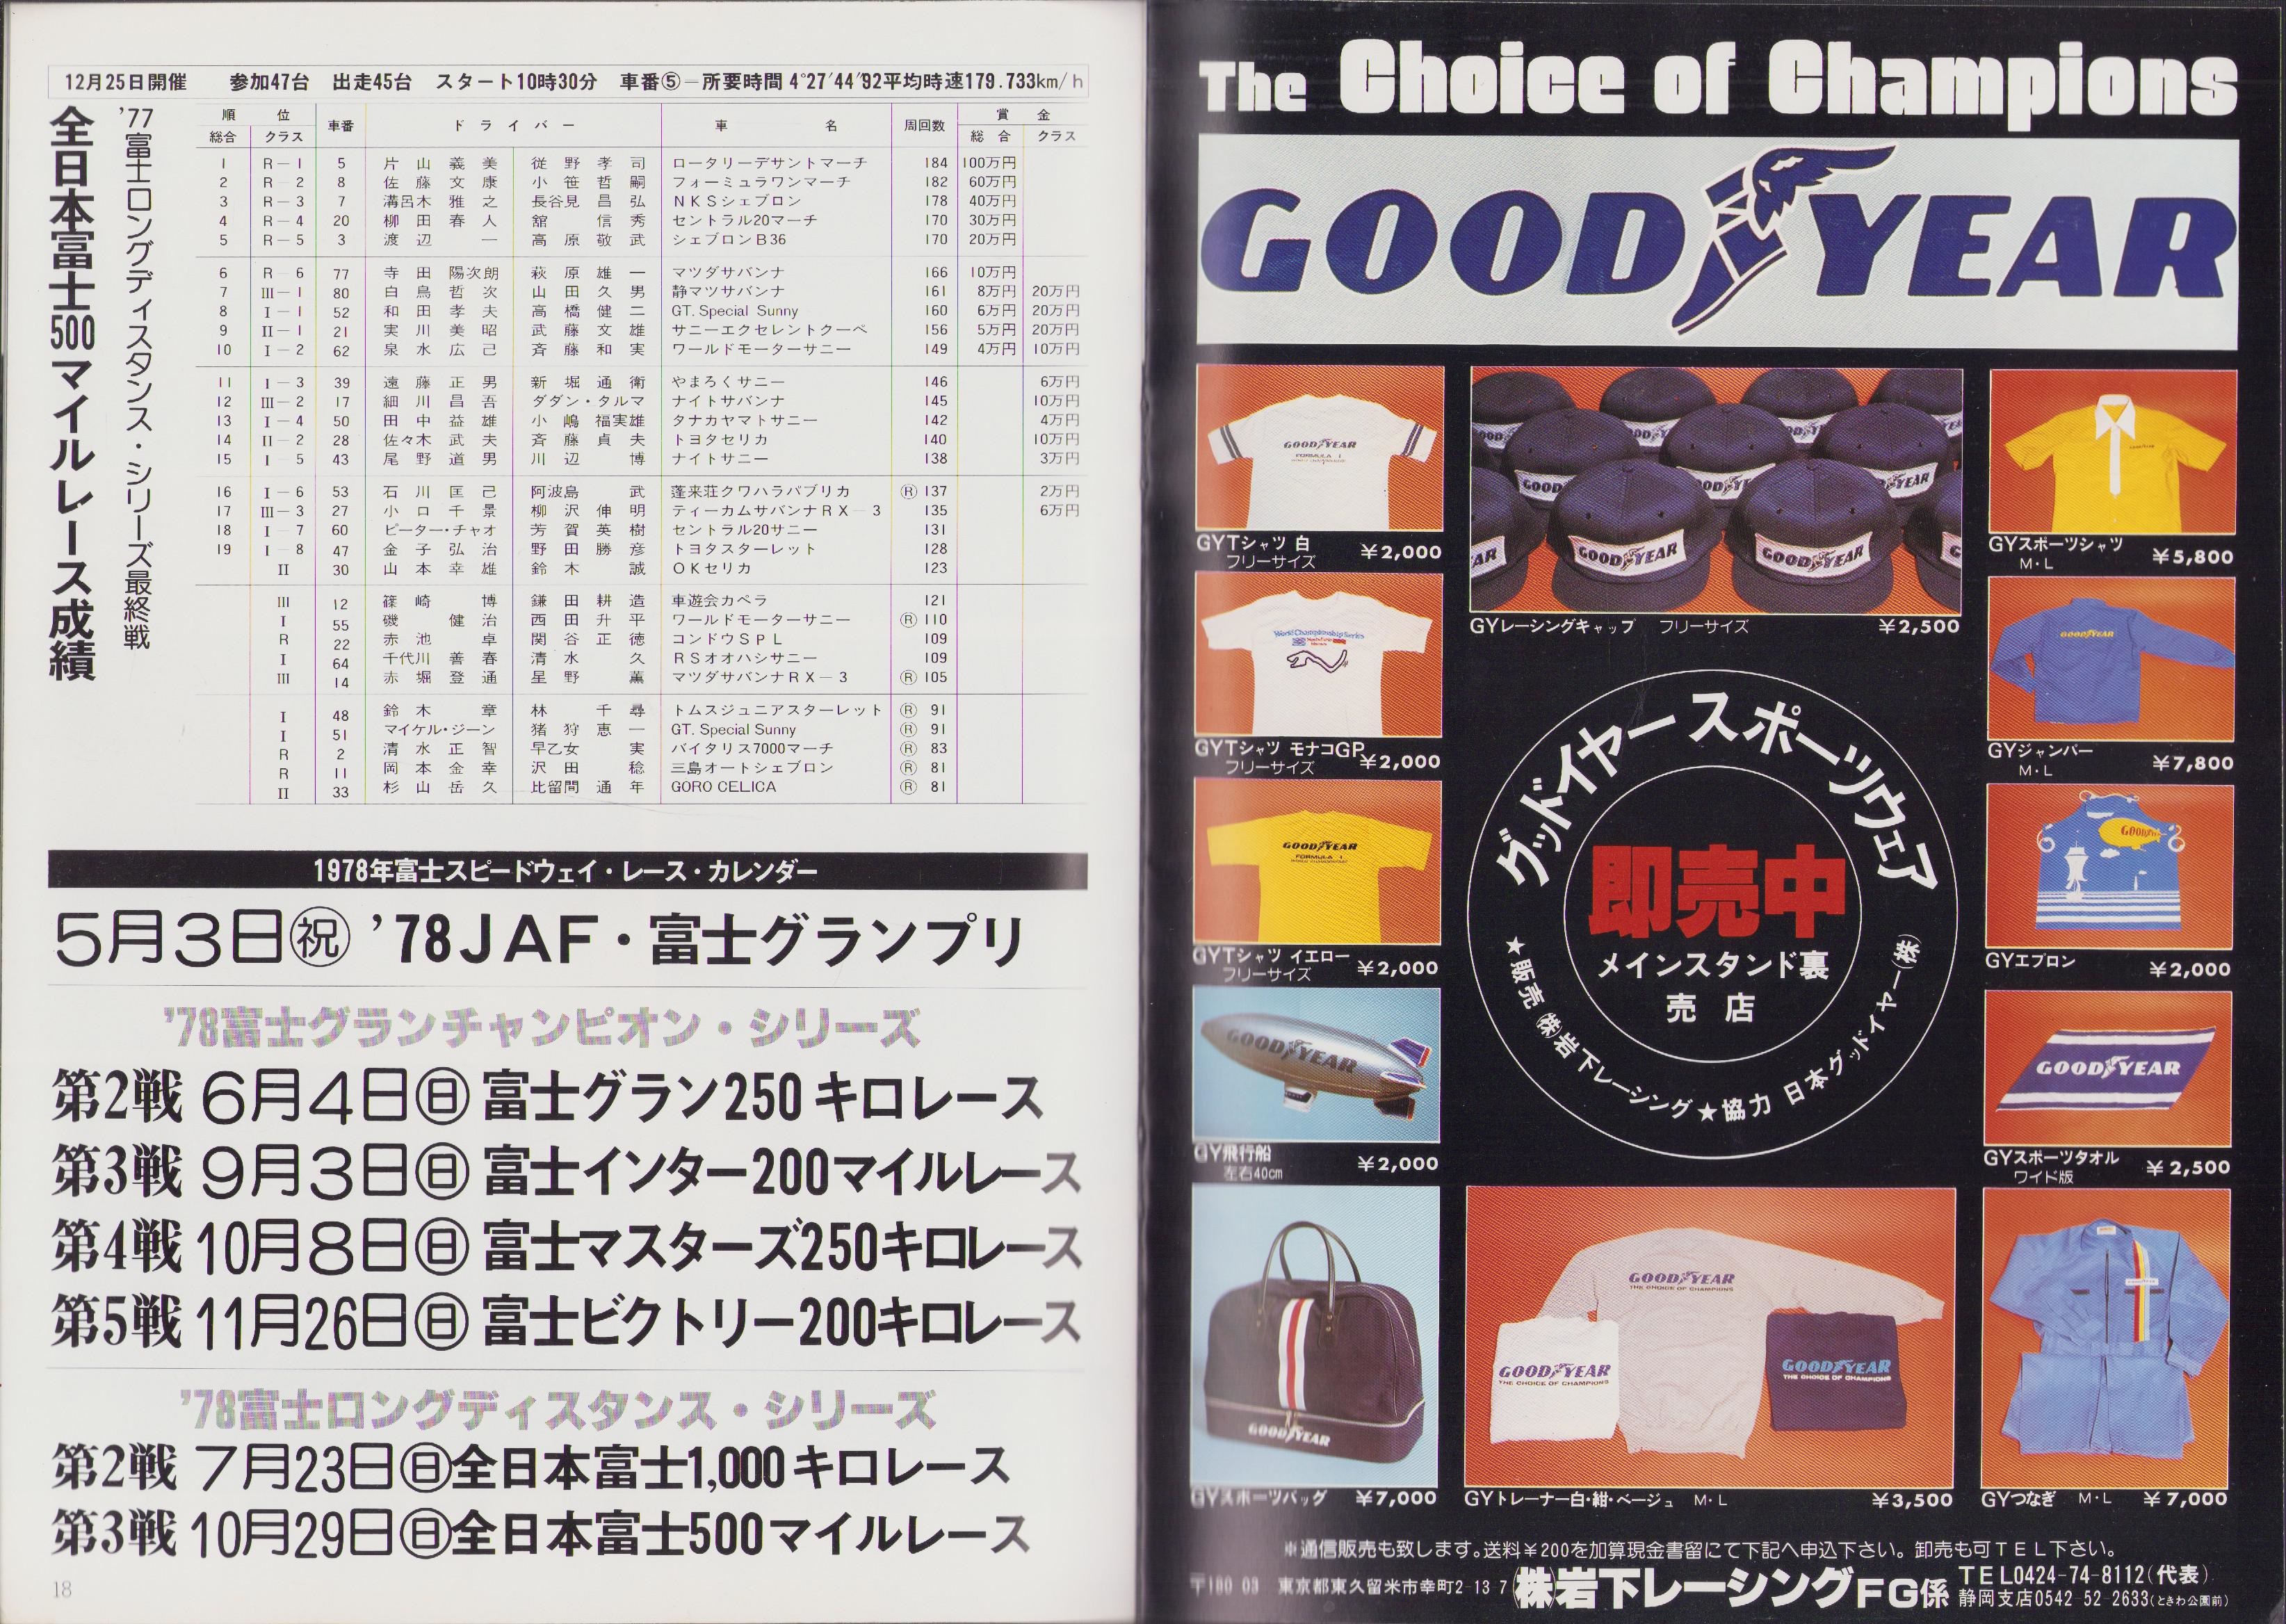 12月25日開催 参加47台 出走45台 スタート10時30分 車番⑤—所要時間 4°27′44″92平均時速179.733km/h
'77富士ロングディスタンス・シリーズ最終戦
全日本富士500マイルレース成績
順位 車番 ドライバー 車名 周回数 賞金
総合 クラス 総合 クラス
1 R—1 5 片山義美 従野孝司 ロータリーデサントマーチ 184 100万円
2 R—2 8 佐藤文康 小笹哲嗣 フォーミュラワンマーチ 182 60万円
3 R—3 7 溝呂木雅之 長谷見昌弘 NKSシェブロン 178 40万円
4 R—4 20 柳田春人 舘信秀 セントラル20マーチ 170 30万円
5 R—5 3 渡辺一 高原敬武 シェブロンB36 170 20万円
6 R—6 77 寺田陽次朗 萩原雄一 マツダサバンナ 166 10万円
7 III—1 80 白鳥哲次 山田久男 静マツサバンナ 161 8万円 20万円
8 I—1 52 和田孝夫 高橋健二 GT. Special Sunny 160 6万円 20万円
9 II—1 21 実川美昭 武藤文雄 サニーエクセレントクーペ 156 5万円 20万円
10 I—2 62 泉水広己 斉藤和実 ワールドモーターサニー 149 4万円 10万円
11 I—3 39 遠藤正男 新堀通衛 やまろくサニー 146 6万円
12 III—2 17 細川昌吾 ダダン・タルマ ナイトサバンナ 145 10万円
13 I—4 50 田中益雄 小嶋福実雄 タナカヤマトサニー 142 4万円
14 II—2 28 佐々木武夫 斉藤貞夫 トヨタセリカ 140 10万円
15 I—5 43 尾野道男 川辺博 ナイトサニー 138 3万円
16 I—6 53 石川匡己 阿波島武 蓬来荘クワハラパブリカ Ⓡ 137 2万円
17 III—3 27 小口千景 柳沢伸明 ティーカムサバンナRX—3 135 6万円
18 I—7 60 ピーター・チャオ 芳賀英樹 セントラル20サニー 131
19 I—8 47 金子弘治 野田勝彦 トヨタスターレット 128
II 30 山本幸雄 鈴木誠 OKセリカ 123
III 12 篠崎博 鎌田耕造 車遊会カペラ 121
I 55 磯健治 西田升平 ワールドモーターサニー Ⓡ 110
R 22 赤池卓 関谷正徳 コンドウSPL 109
I 64 千代川善春 清水久 RSオオハシサニー 109
III 14 赤堀登通 星野薫 マツダサバンナRX—3 Ⓡ 105
I 48 鈴木章 林千尋 トムスジュニアスターレット Ⓡ 91
I 51 マイケル・ジーン 猪狩恵一 GT. Special Sunny Ⓡ 91
R 2 清水正智 早乙女実 バイタリス7000マーチ Ⓡ 83
R 11 岡本金幸 沢田稔 三島オートシェブロン Ⓡ 81
II 33 杉山岳久 比留間通年 GORO CELICA Ⓡ 81
1978年富士スピードウェイ・レース・カレンダー
5月3日㊗ '78JAF・富士グランプリ
'78富士グランチャンピオン・シリーズ
第2戦 6月4日㊐ 富士グラン250キロレース
第3戦 9月3日㊐ 富士インター200マイルレース
第4戦 10月8日㊐ 富士マスターズ250キロレース
第5戦 11月26日㊐ 富士ビクトリー200キロレース
'78富士ロングディスタンス・シリーズ
第2戦 7月23日㊐全日本富士1,000キロレース
第3戦 10月29日㊐全日本富士500マイルレース
18
The Choice of Champions
GOOD YEAR
GYTシャツ 白 ¥2,000
フリーサイズ
GYレーシングキャップ フリーサイズ ¥2,500
GYスポーツシャツ ¥5,800
M・L
GYTシャツ モナコGP ¥2,000
フリーサイズ
GYジャンパー ¥7,800
M・L
GYTシャツ イエロー ¥2,000
フリーサイズ
GYエプロン ¥2,000
グッドイヤースポーツウェア
即売中
メインスタンド裏
売店
★販売 ㈱岩下レーシング★協力 日本グッドイヤー㈱
GY飛行船 ¥2,000
左右40cm
GYスポーツタオル ¥2,500
ワイド版
GYスポーツバッグ ¥7,000
GYトレーナー白・紺・ベージュ M・L ¥3,500
GYつなぎ M・L ¥7,000
※通信販売も致します。送料¥200を加算現金書留にて下記へ申込下さい。卸売も可TEL下さい。
〒180 03 東京都東久留米市幸町2-13-7 ㈱岩下レーシングFG係 TEL0424-74-8112(代表)
静岡支店0542-52-2633(ときわ公園前)